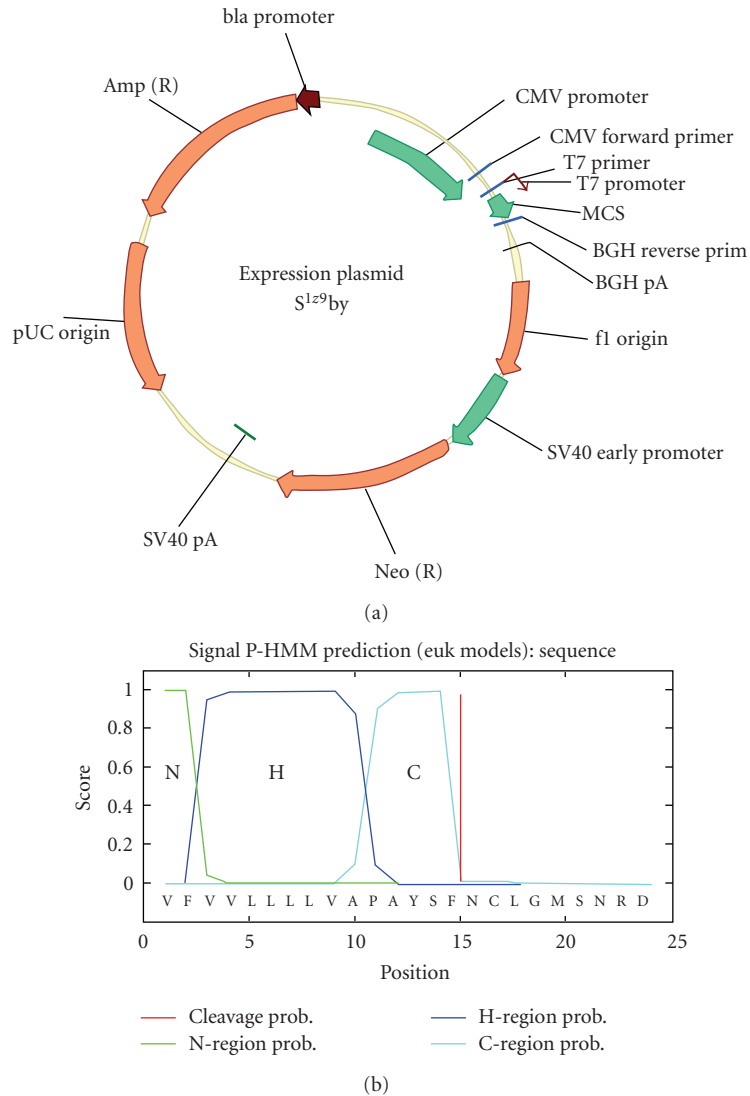 bla promoter
Amp (R)
CMV promoter
CMV forward primer
T7 primer
T7 promoter
MCS
BGH reverse prim
BGH pA
Expression plasmid
S1z9by
pUC origin
f1 origin
SV40 early promoter
SV40 pA
Neo (R)
(a)
Signal P-HMM prediction (euk models): sequence
1
0.8
0.6
0.4
0.2
0
Score
N
H
C
V F V V L L L L V A P A Y S F N C L G M S N R D
0 5 10 15 20 25
Position
Cleavage prob.
H-region prob.
N-region prob.
C-region prob.
(b)